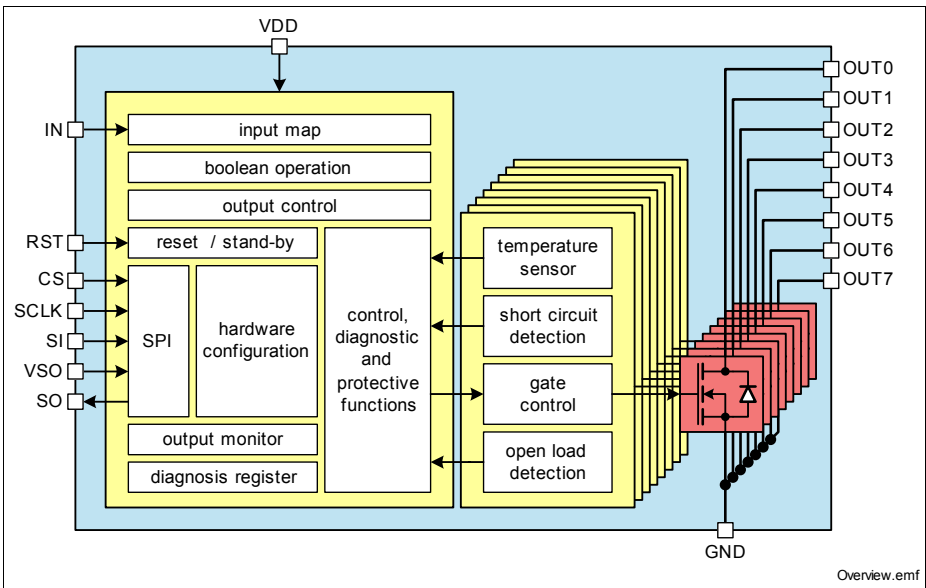 VDD
OUT0
OUT1
OUT2
OUT3
OUT4
OUT5
OUT6
OUT7
IN
RST
CS
SCLK
SI
VSO
SO
input map
boolean operation
output control
reset / stand-by
SPI
hardware
configuration
control,
diagnostic
and
protective
functions
output monitor
diagnosis register
temperature
sensor
short circuit
detection
gate
control
open load
detection
GND
Overview.emf